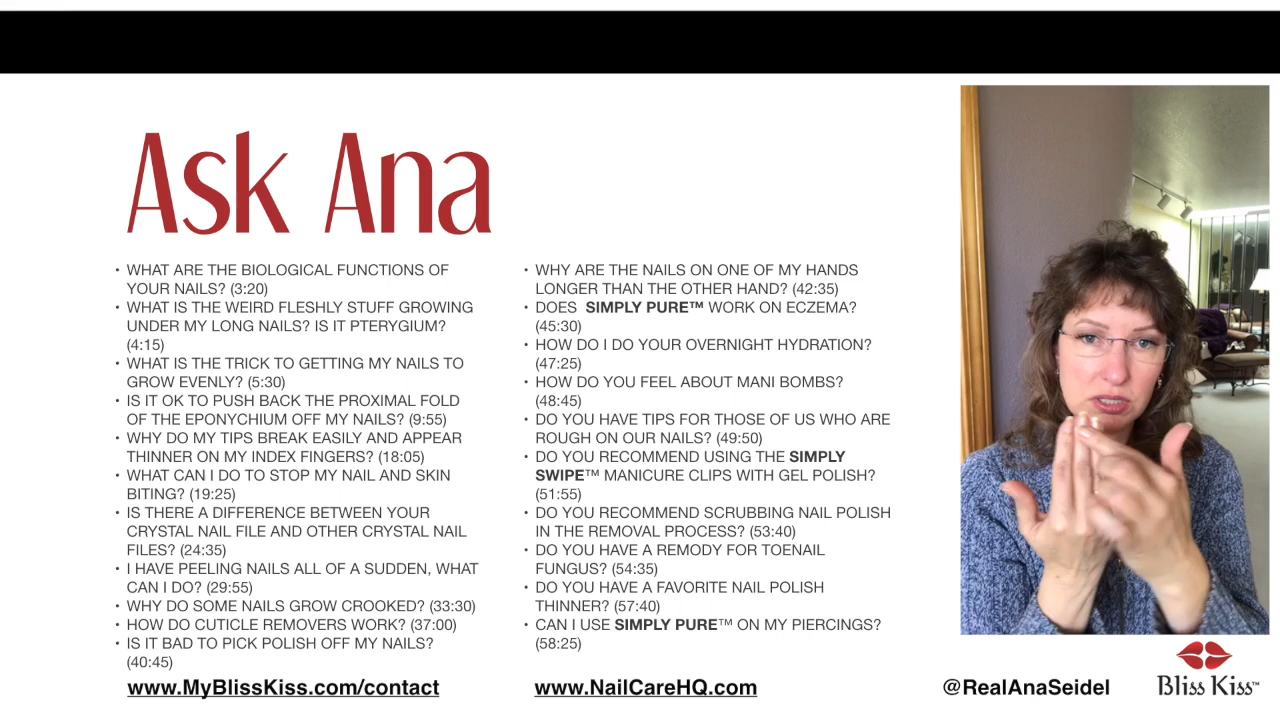 Ask Ana
• WHAT ARE THE BIOLOGICAL FUNCTIONS OF
YOUR NAILS? (3:20)
• WHAT IS THE WEIRD FLESHLY STUFF GROWING
UNDER MY LONG NAILS? IS IT PTERYGIUM?
(4:15)
• WHAT IS THE TRICK TO GETTING MY NAILS TO
GROW EVENLY? (5:30)
• IS IT OK TO PUSH BACK THE PROXIMAL FOLD
OF THE EPONYCHIUM OFF MY NAILS? (9:55)
• WHY DO MY TIPS BREAK EASILY AND APPEAR
THINNER ON MY INDEX FINGERS? (18:05)
• WHAT CAN I DO TO STOP MY NAIL AND SKIN
BITING? (19:25)
• IS THERE A DIFFERENCE BETWEEN YOUR
CRYSTAL NAIL FILE AND OTHER CRYSTAL NAIL
FILES? (24:35)
• I HAVE PEELING NAILS ALL OF A SUDDEN, WHAT
CAN I DO? (29:55)
• WHY DO SOME NAILS GROW CROOKED? (33:30)
• HOW DO CUTICLE REMOVERS WORK? (37:00)
• IS IT BAD TO PICK POLISH OFF MY NAILS?
(40:45)
• WHY ARE THE NAILS ON ONE OF MY HANDS
LONGER THAN THE OTHER HAND? (42:35)
• DOES SIMPLY PURE™ WORK ON ECZEMA?
(45:30)
• HOW DO I DO YOUR OVERNIGHT HYDRATION?
(47:25)
• HOW DO YOU FEEL ABOUT MANI BOMBS?
(48:45)
• DO YOU HAVE TIPS FOR THOSE OF US WHO ARE
ROUGH ON OUR NAILS? (49:50)
• DO YOU RECOMMEND USING THE SIMPLY
SWIPE™ MANICURE CLIPS WITH GEL POLISH?
(51:55)
• DO YOU RECOMMEND SCRUBBING NAIL POLISH
IN THE REMOVAL PROCESS? (53:40)
• DO YOU HAVE A REMODY FOR TOENAIL
FUNGUS? (54:35)
• DO YOU HAVE A FAVORITE NAIL POLISH
THINNER? (57:40)
• CAN I USE SIMPLY PURE™ ON MY PIERCINGS?
(58:25)
www.MyBlissKiss.com/contact
www.NailCareHQ.com
@RealAnaSeidel
Bliss Kiss™